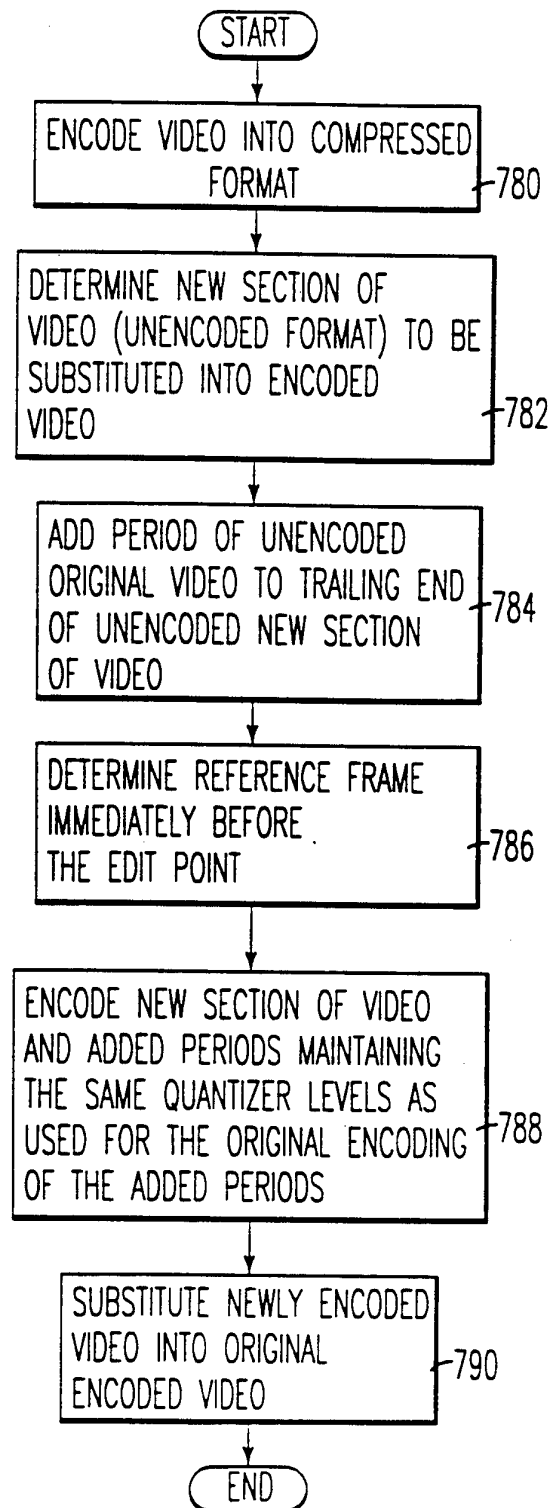 START
ENCODE VIDEO INTO COMPRESSED
FORMAT
780
DETERMINE NEW SECTION OF
VIDEO (UNENCODED FORMAT) TO BE
SUBSTITUTED INTO ENCODED
VIDEO
782
ADD PERIOD OF UNENCODED
ORIGINAL VIDEO TO TRAILING END
OF UNENCODED NEW SECTION
OF VIDEO
784
DETERMINE REFERENCE FRAME
IMMEDIATELY BEFORE
THE EDIT POINT
786
ENCODE NEW SECTION OF VIDEO
AND ADDED PERIODS MAINTAINING
THE SAME QUANTIZER LEVELS AS
USED FOR THE ORIGINAL ENCODING
OF THE ADDED PERIODS
788
SUBSTITUTE NEWLY ENCODED
VIDEO INTO ORIGINAL
ENCODED VIDEO
790
END